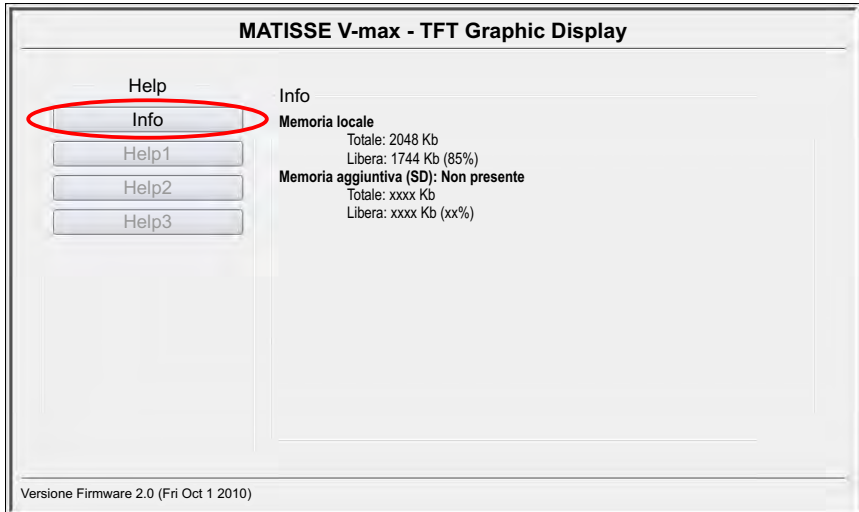 MATISSE V-max - TFT Graphic Display
Help
Info
Help1
Help2
Help3
Info
Memoria locale
Totale: 2048 Kb
Libera: 1744 Kb (85%)
Memoria aggiuntiva (SD): Non presente
Totale: xxxx Kb
Libera: xxxx Kb (xx%)
Versione Firmware 2.0 (Fri Oct 1 2010)